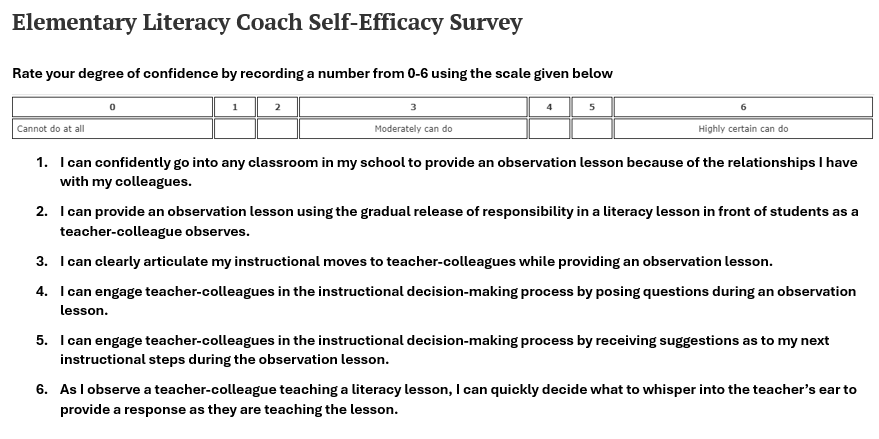 Elementary Literacy Coach Self-Efficacy Survey
Rate your degree of confidence by recording a number from 0-6 using the scale given below
0 1 2 3 4 5 6
Cannot do at all Moderately can do Highly certain can do
1. I can confidently go into any classroom in my school to provide an observation lesson because of the relationships I have
with my colleagues.
2. I can provide an observation lesson using the gradual release of responsibility in a literacy lesson in front of students as a
teacher-colleague observes.
3. I can clearly articulate my instructional moves to teacher-colleagues while providing an observation lesson.
4. I can engage teacher-colleagues in the instructional decision-making process by posing questions during an observation
lesson.
5. I can engage teacher-colleagues in the instructional decision-making process by receiving suggestions as to my next
instructional steps during the observation lesson.
6. As I observe a teacher-colleague teaching a literacy lesson, I can quickly decide what to whisper into the teacher’s ear to
provide a response as they are teaching the lesson.